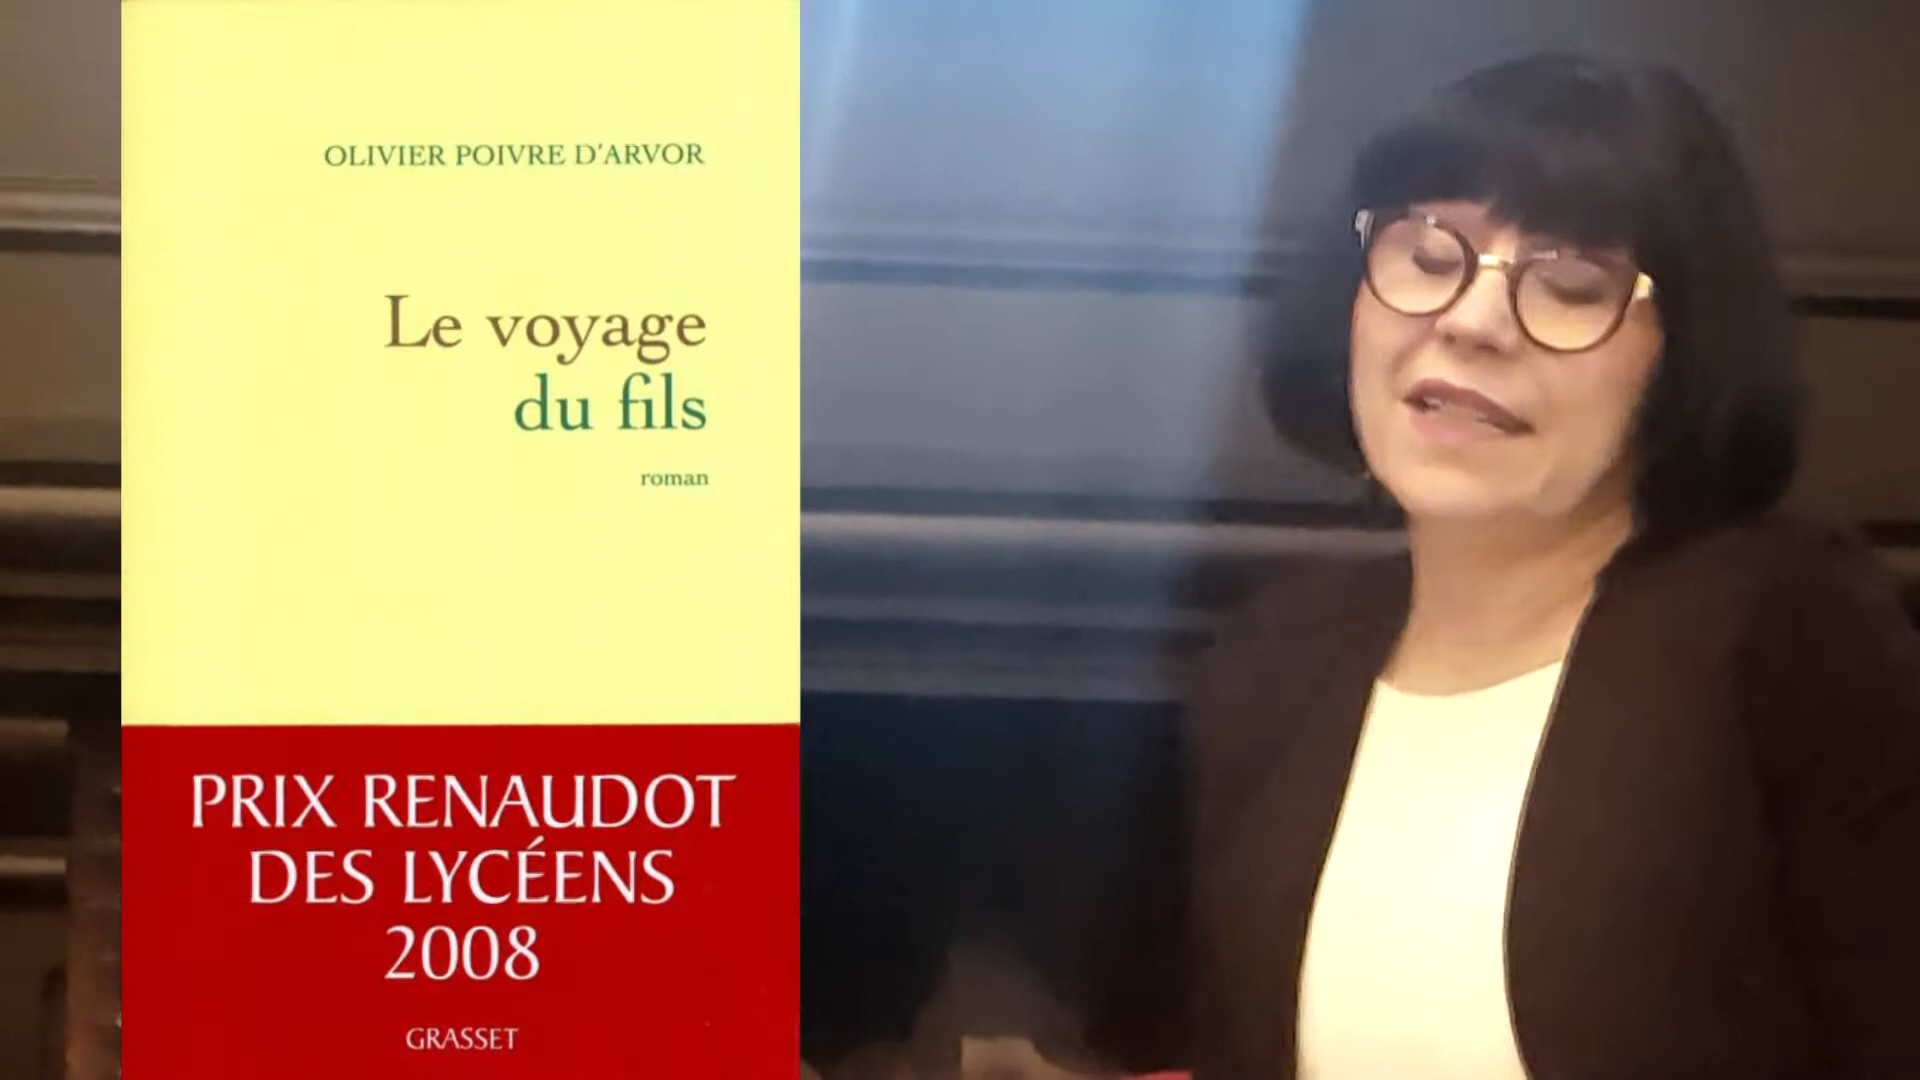 OLIVIER POIVRE D'ARVOR
Le voyage
du fils
roman
PRIX RENAUDOT
DES LYCÉENS
2008
GRASSET